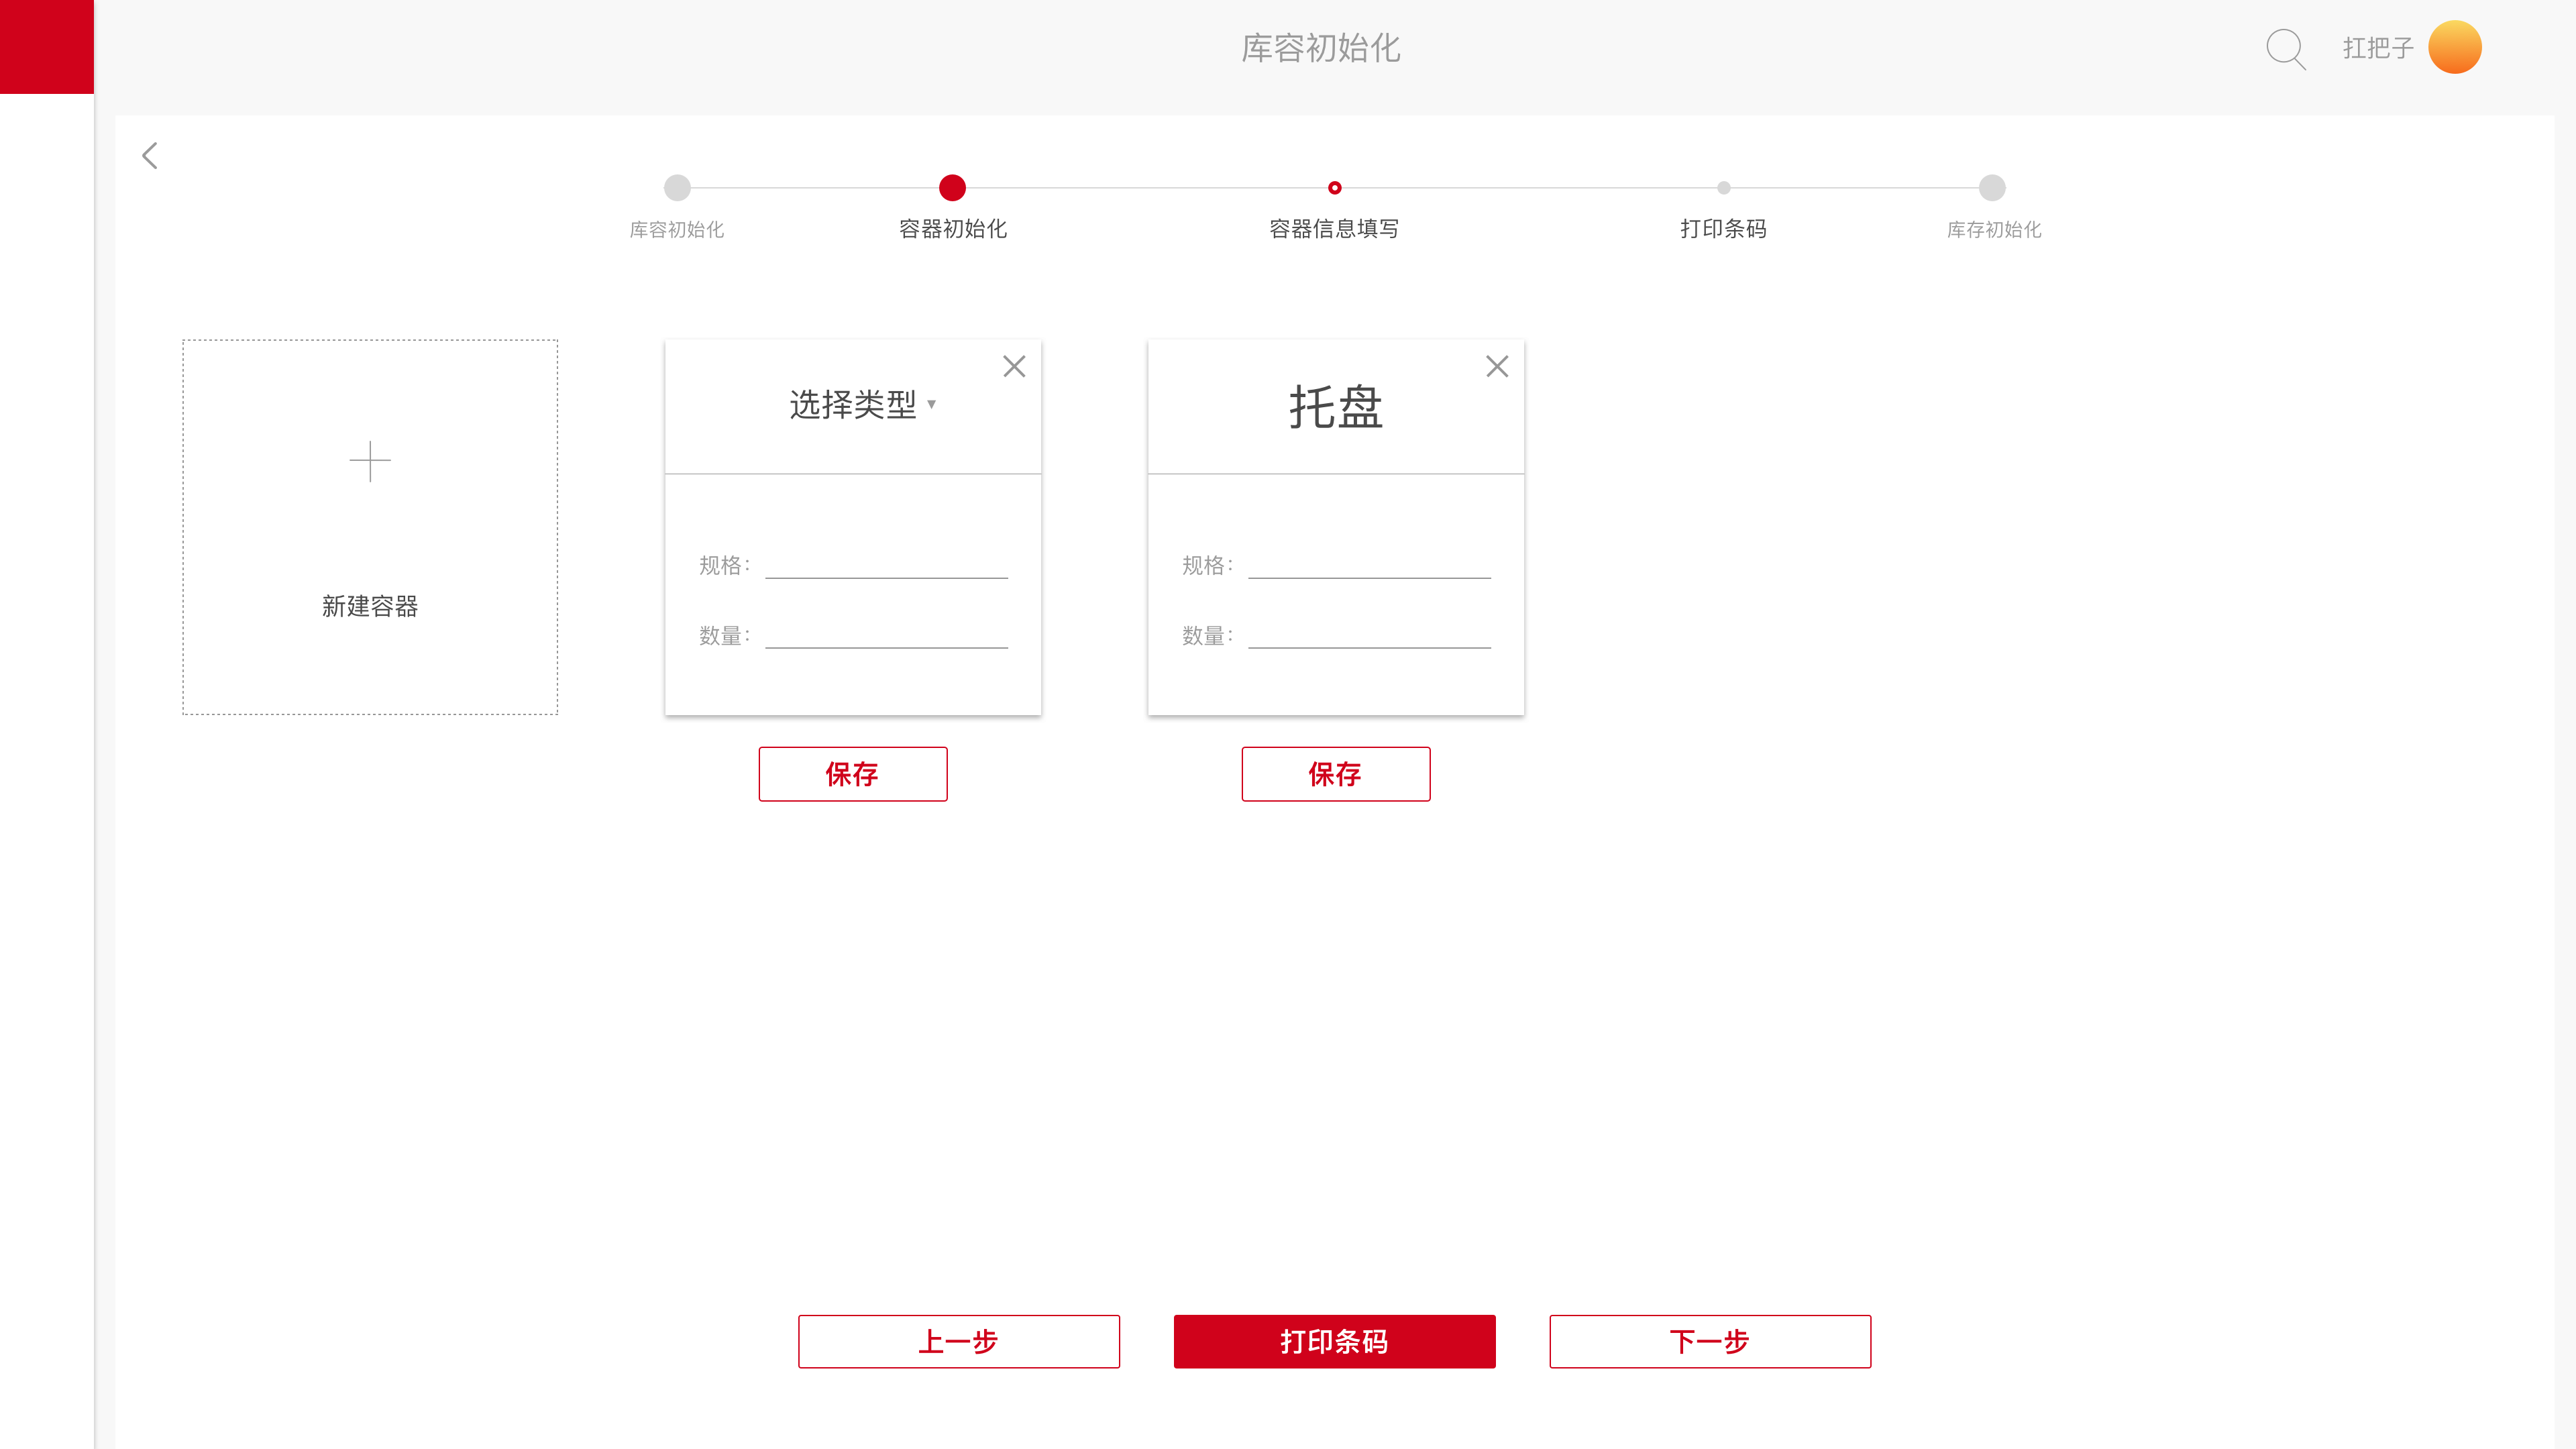 库容初始化
扛把子
库容初始化
容器初始化
容器信息填写
打印条码
库存初始化
新建容器
选择类型
规格：
数量：
保存
托盘
规格：
数量：
保存
上一步
打印条码
下一步